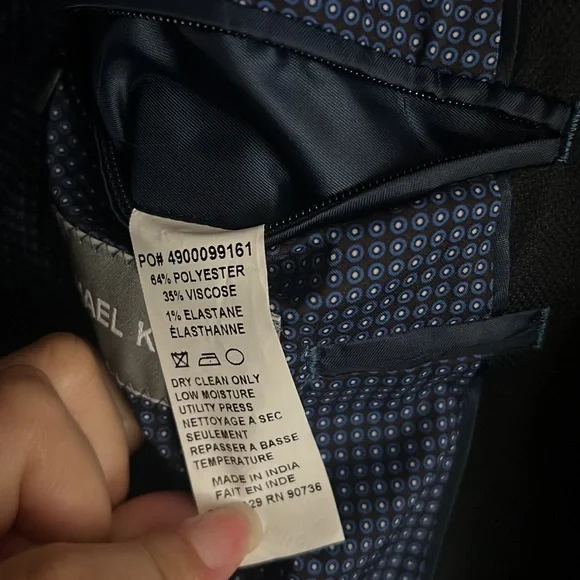 PO# 4900099161
64% POLYESTER
35% VISCOSE
1% ELASTANE
ÉLASTHANNE
DRY CLEAN ONLY
LOW MOISTURE
UTILITY PRESS
NETTOYAGE A SEC
SEULEMENT
REPASSER A BASSE
TEMPERATURE
MADE IN INDIA
FAIT EN INDE
29 RN 90736
AEL K